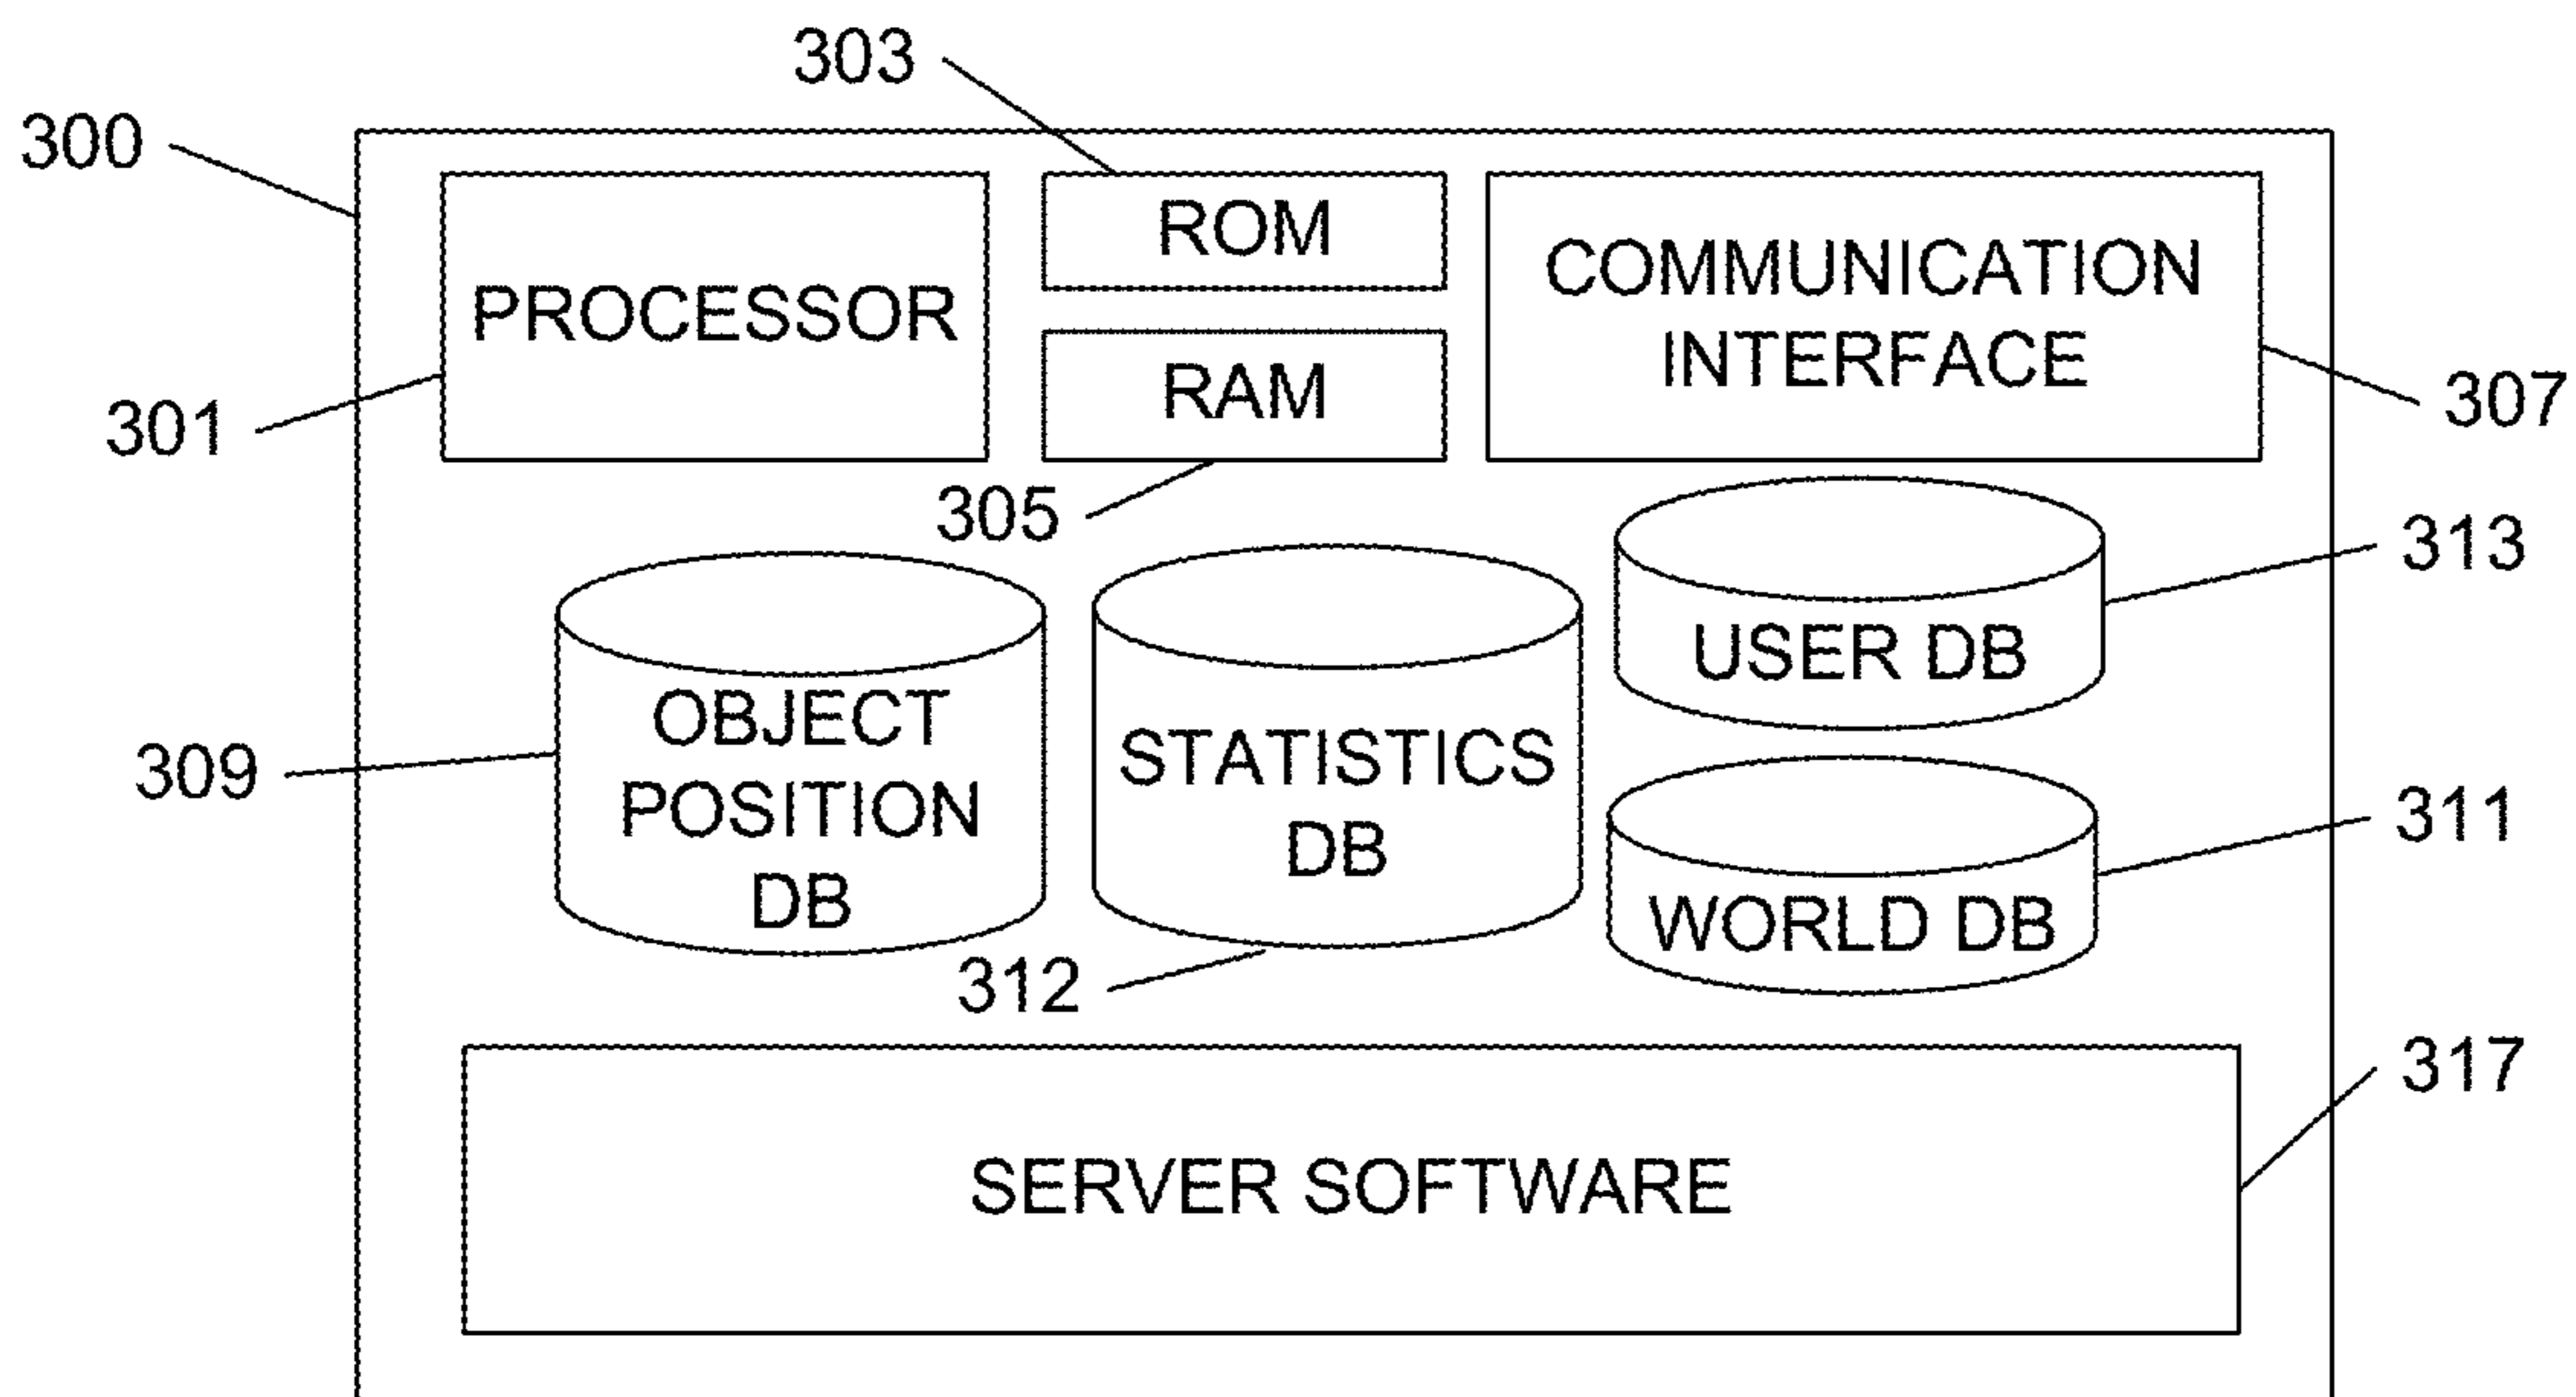 303
300
PROCESSOR
ROM
COMMUNICATION
INTERFACE
RAM
301
307
305
313
USER DB
OBJECT
POSITION
DB
309
STATISTICS
DB
311
WORLD DB
312
317
SERVER SOFTWARE